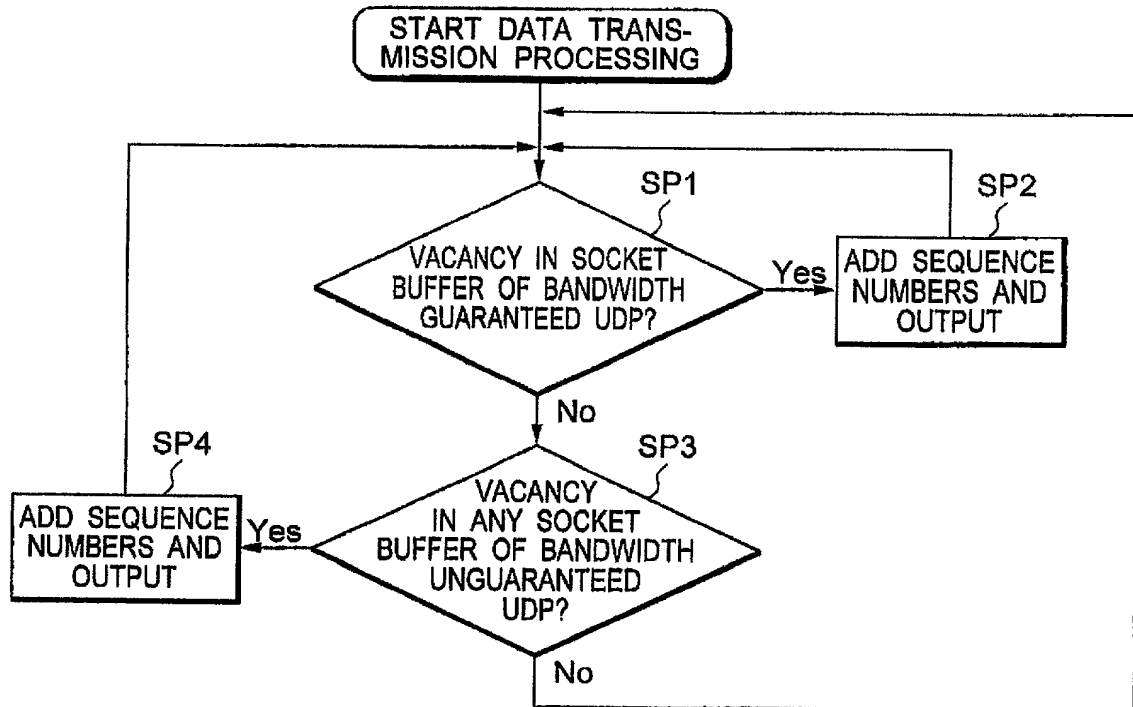 START DATA TRANS-
MISSION PROCESSING
SP1
VACANCY IN SOCKET
BUFFER OF BANDWIDTH
GUARANTEED UDP?
Yes
SP2
ADD SEQUENCE
NUMBERS AND
OUTPUT
No
SP3
VACANCY
IN ANY SOCKET
BUFFER OF BANDWIDTH
UNGUARANTEED
UDP?
Yes
SP4
ADD SEQUENCE
NUMBERS AND
OUTPUT
No